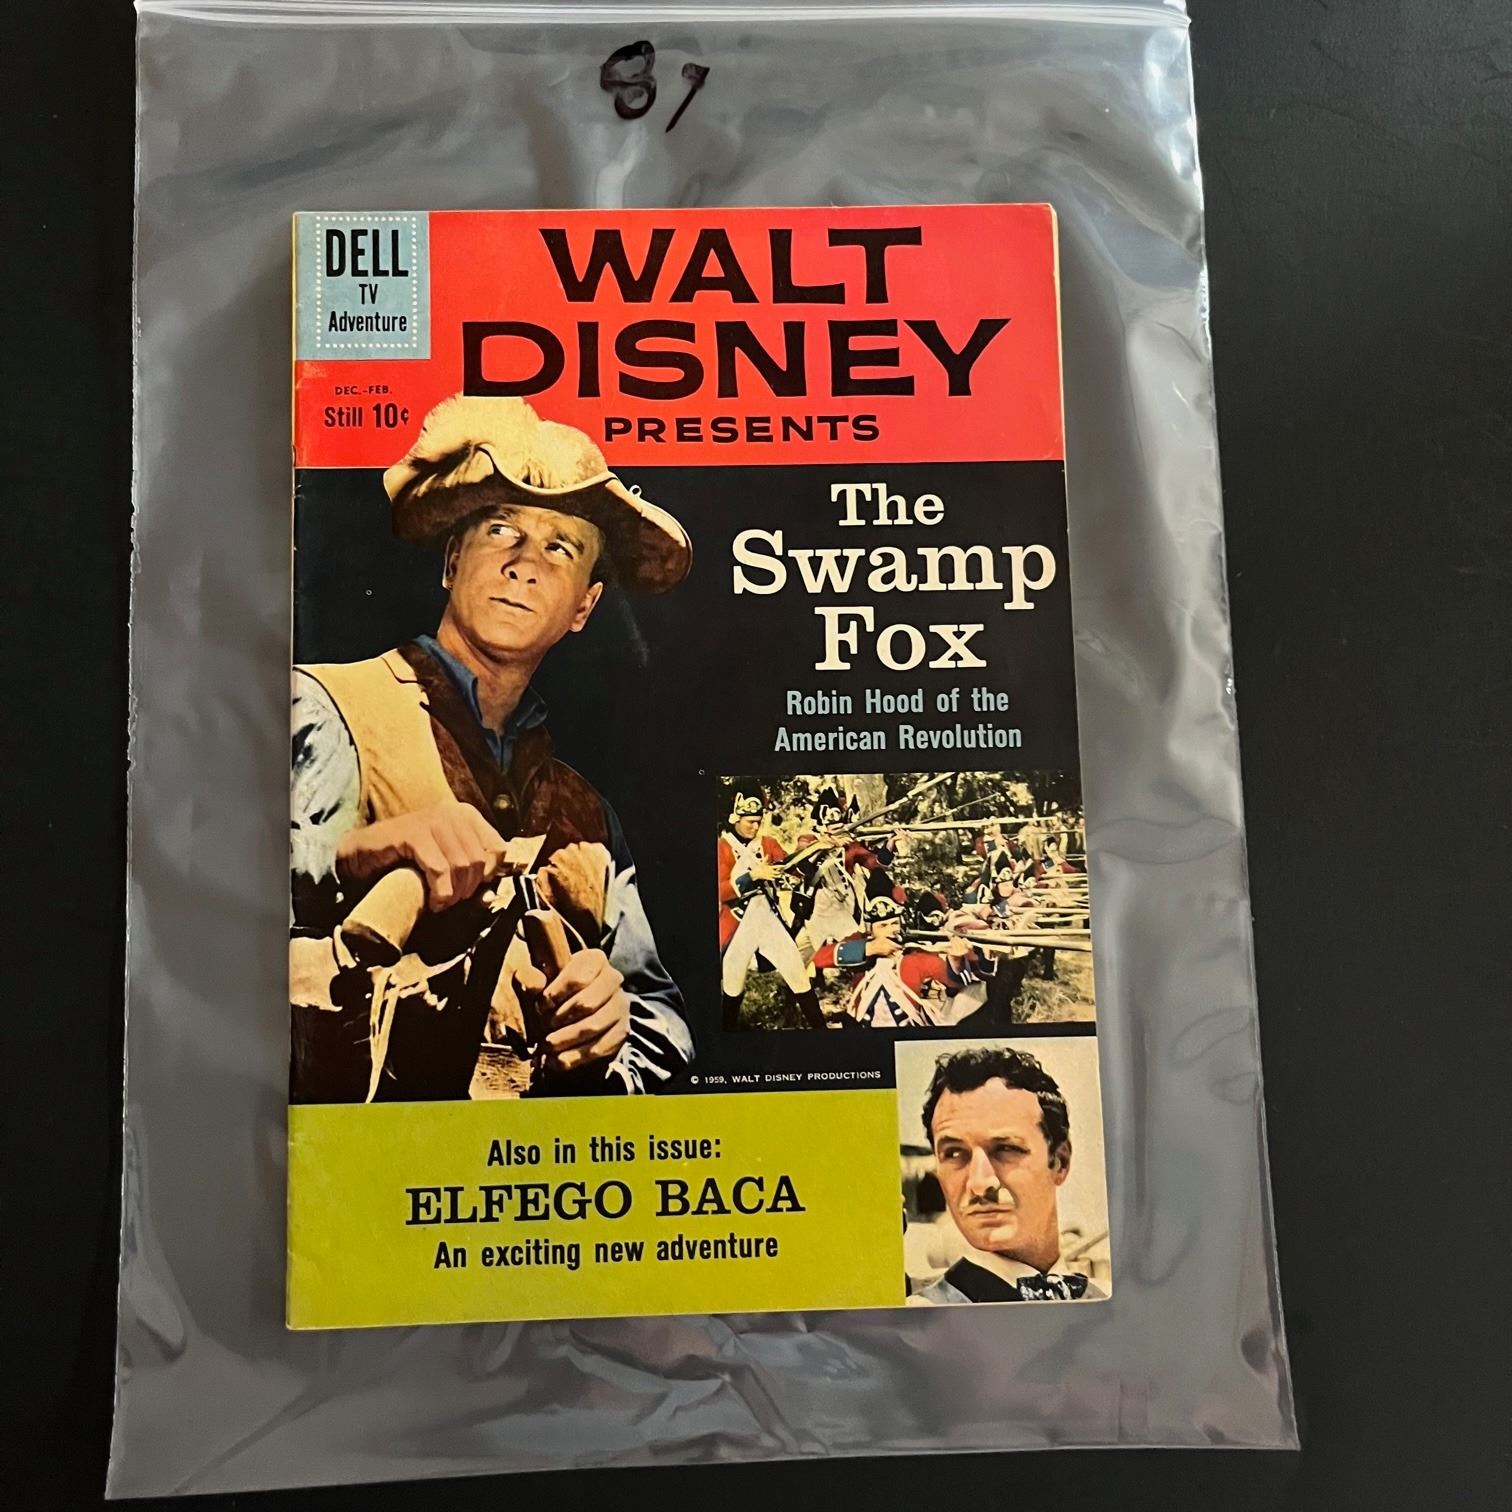 87
DELL
TV
Adventure
WALT
DISNEY
PRESENTS
DEC.-FEB.
Still 10¢
The
Swamp
Fox
Robin Hood of the
American Revolution
© 1959, WALT DISNEY PRODUCTIONS
Also in this issue:
ELFEGO BACA
An exciting new adventure